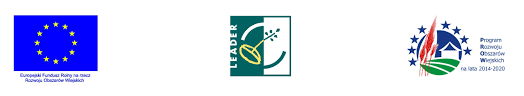 Europejski Fundusz Rolny na rzecz
Rozwoju Obszarów Wiejskich
LEADER
Program
Rozwoju
Obszarów
Wiejskich
na lata 2014-2020